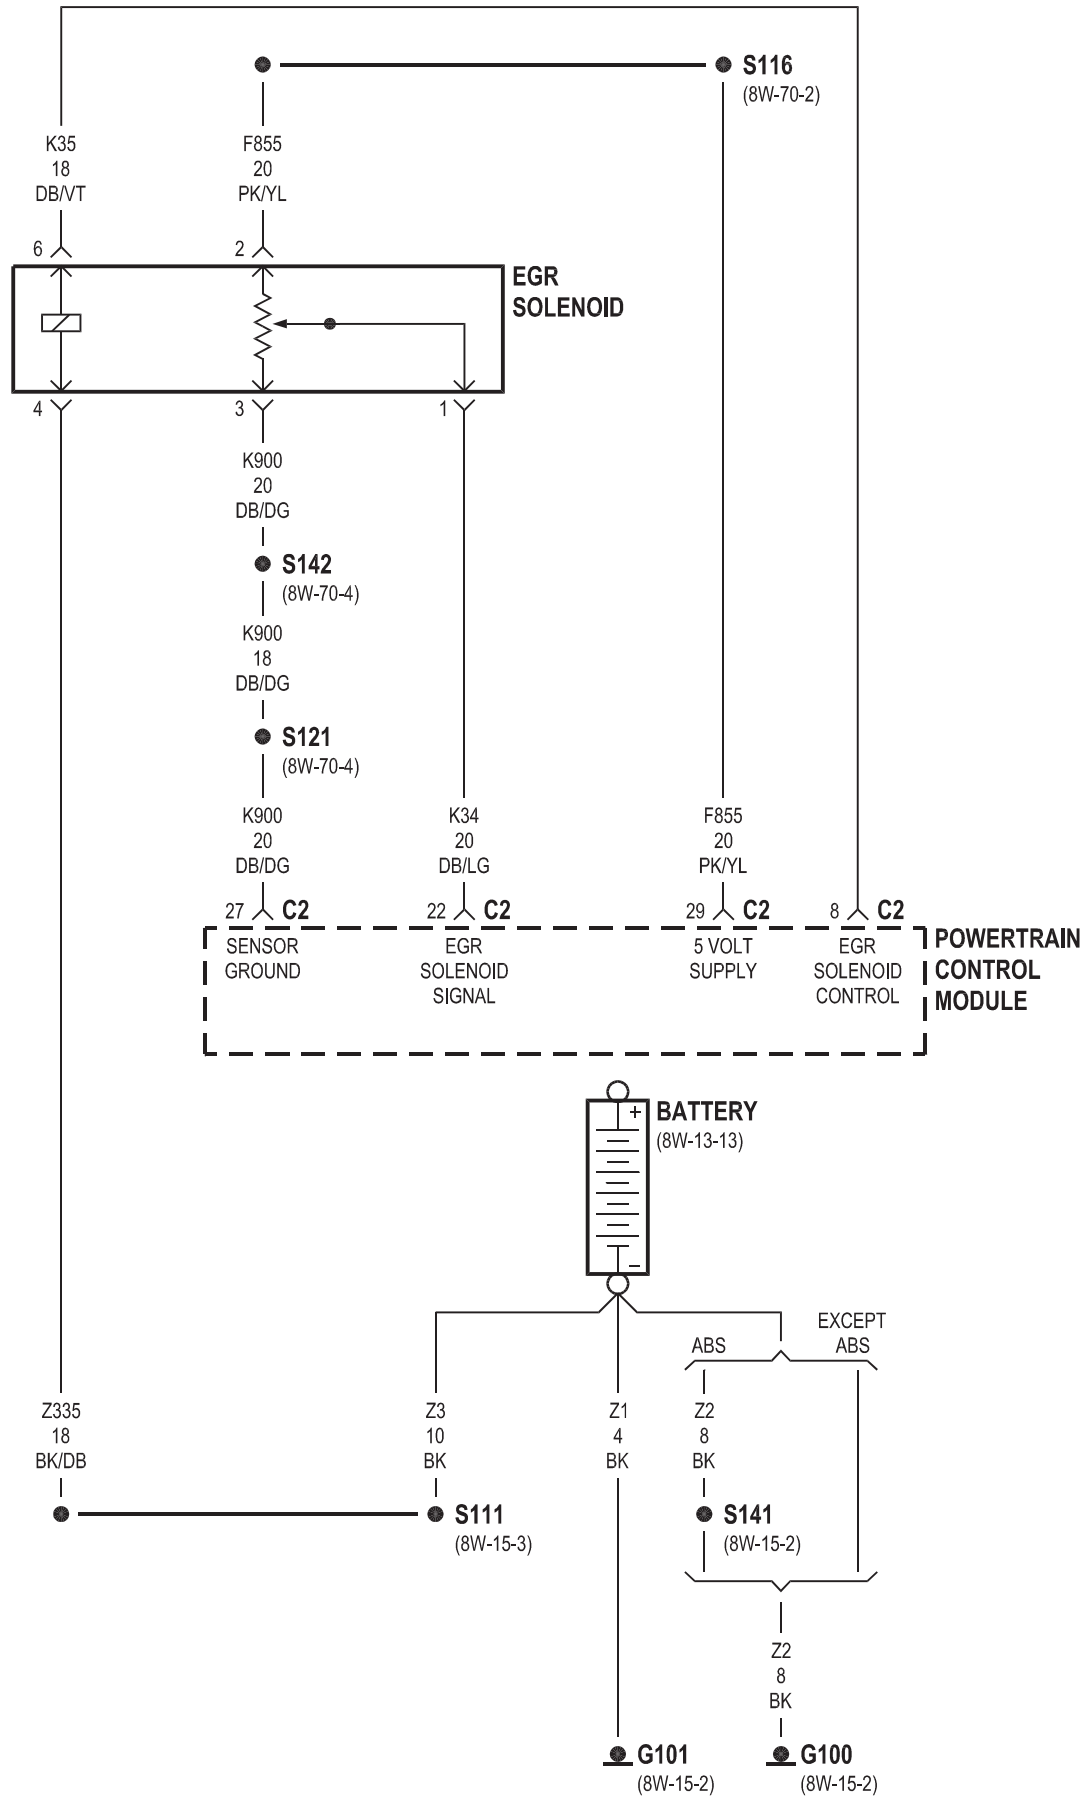 S116
(8W-70-2)
K35
18
DB/VT
F855
20
PK/YL
6
2
EGR
SOLENOID
4
3
1
K900
20
DB/DG
S142
(8W-70-4)
K900
18
DB/DG
S121
(8W-70-4)
K900
20
DB/DG
K34
20
DB/LG
F855
20
PK/YL
27
C2
22
C2
29
C2
8
C2
SENSOR
GROUND
EGR
SOLENOID
SIGNAL
5 VOLT
SUPPLY
EGR
SOLENOID
CONTROL
POWERTRAIN
CONTROL
MODULE
+
BATTERY
(8W-13-13)
–
EXCEPT
ABS
ABS
Z335
18
BK/DB
Z3
10
BK
Z1
4
BK
Z2
8
BK
S111
(8W-15-3)
S141
(8W-15-2)
Z2
8
BK
G101
(8W-15-2)
G100
(8W-15-2)